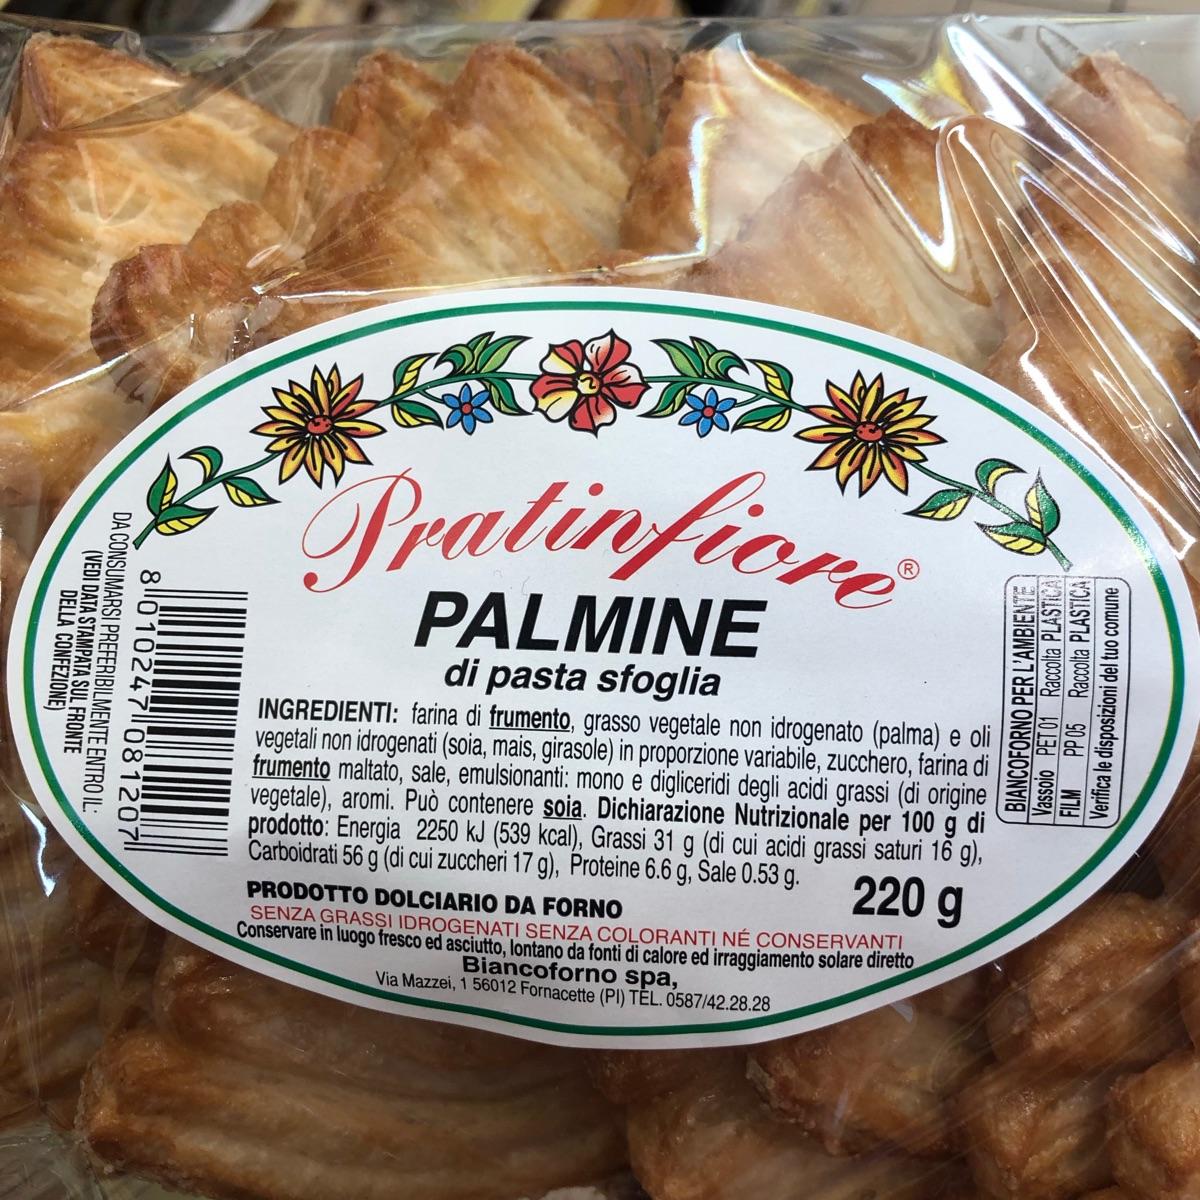 Pratinfiore®
PALMINE
di pasta sfoglia
INGREDIENTI: farina di frumento, grasso vegetale non idrogenato (palma) e oli
vegetali non idrogenati (soia, mais, girasole) in proporzione variabile, zucchero, farina di
frumento maltato, sale, emulsionanti: mono e digliceridi degli acidi grassi (di origine
vegetale), aromi. Può contenere soia. Dichiarazione Nutrizionale per 100 g di
prodotto: Energia 2250 kJ (539 kcal), Grassi 31 g (di cui acidi grassi saturi 16 g),
Carboidrati 56 g (di cui zuccheri 17 g), Proteine 6.6 g, Sale 0.53 g.
220 g
PRODOTTO DOLCIARIO DA FORNO
SENZA GRASSI IDROGENATI SENZA COLORANTI NÉ CONSERVANTI
Conservare in luogo fresco ed asciutto, lontano da fonti di calore ed irraggiamento solare diretto
Biancoforno spa,
Via Mazzei, 1 56012 Fornacette (PI) TEL. 0587/42.28.28
DA CONSUMARSI PREFERIBILMENTE ENTRO IL:
(VEDI DATA STAMPATA SUL FRONTE
DELLA CONFEZIONE)
8 010247 081207
BIANCOFORNO PER L'AMBIENTE
Vassoio PET 01 Raccolta PLASTICA
FILM PP 05 Raccolta PLASTICA
Verifica le disposizioni del tuo comune